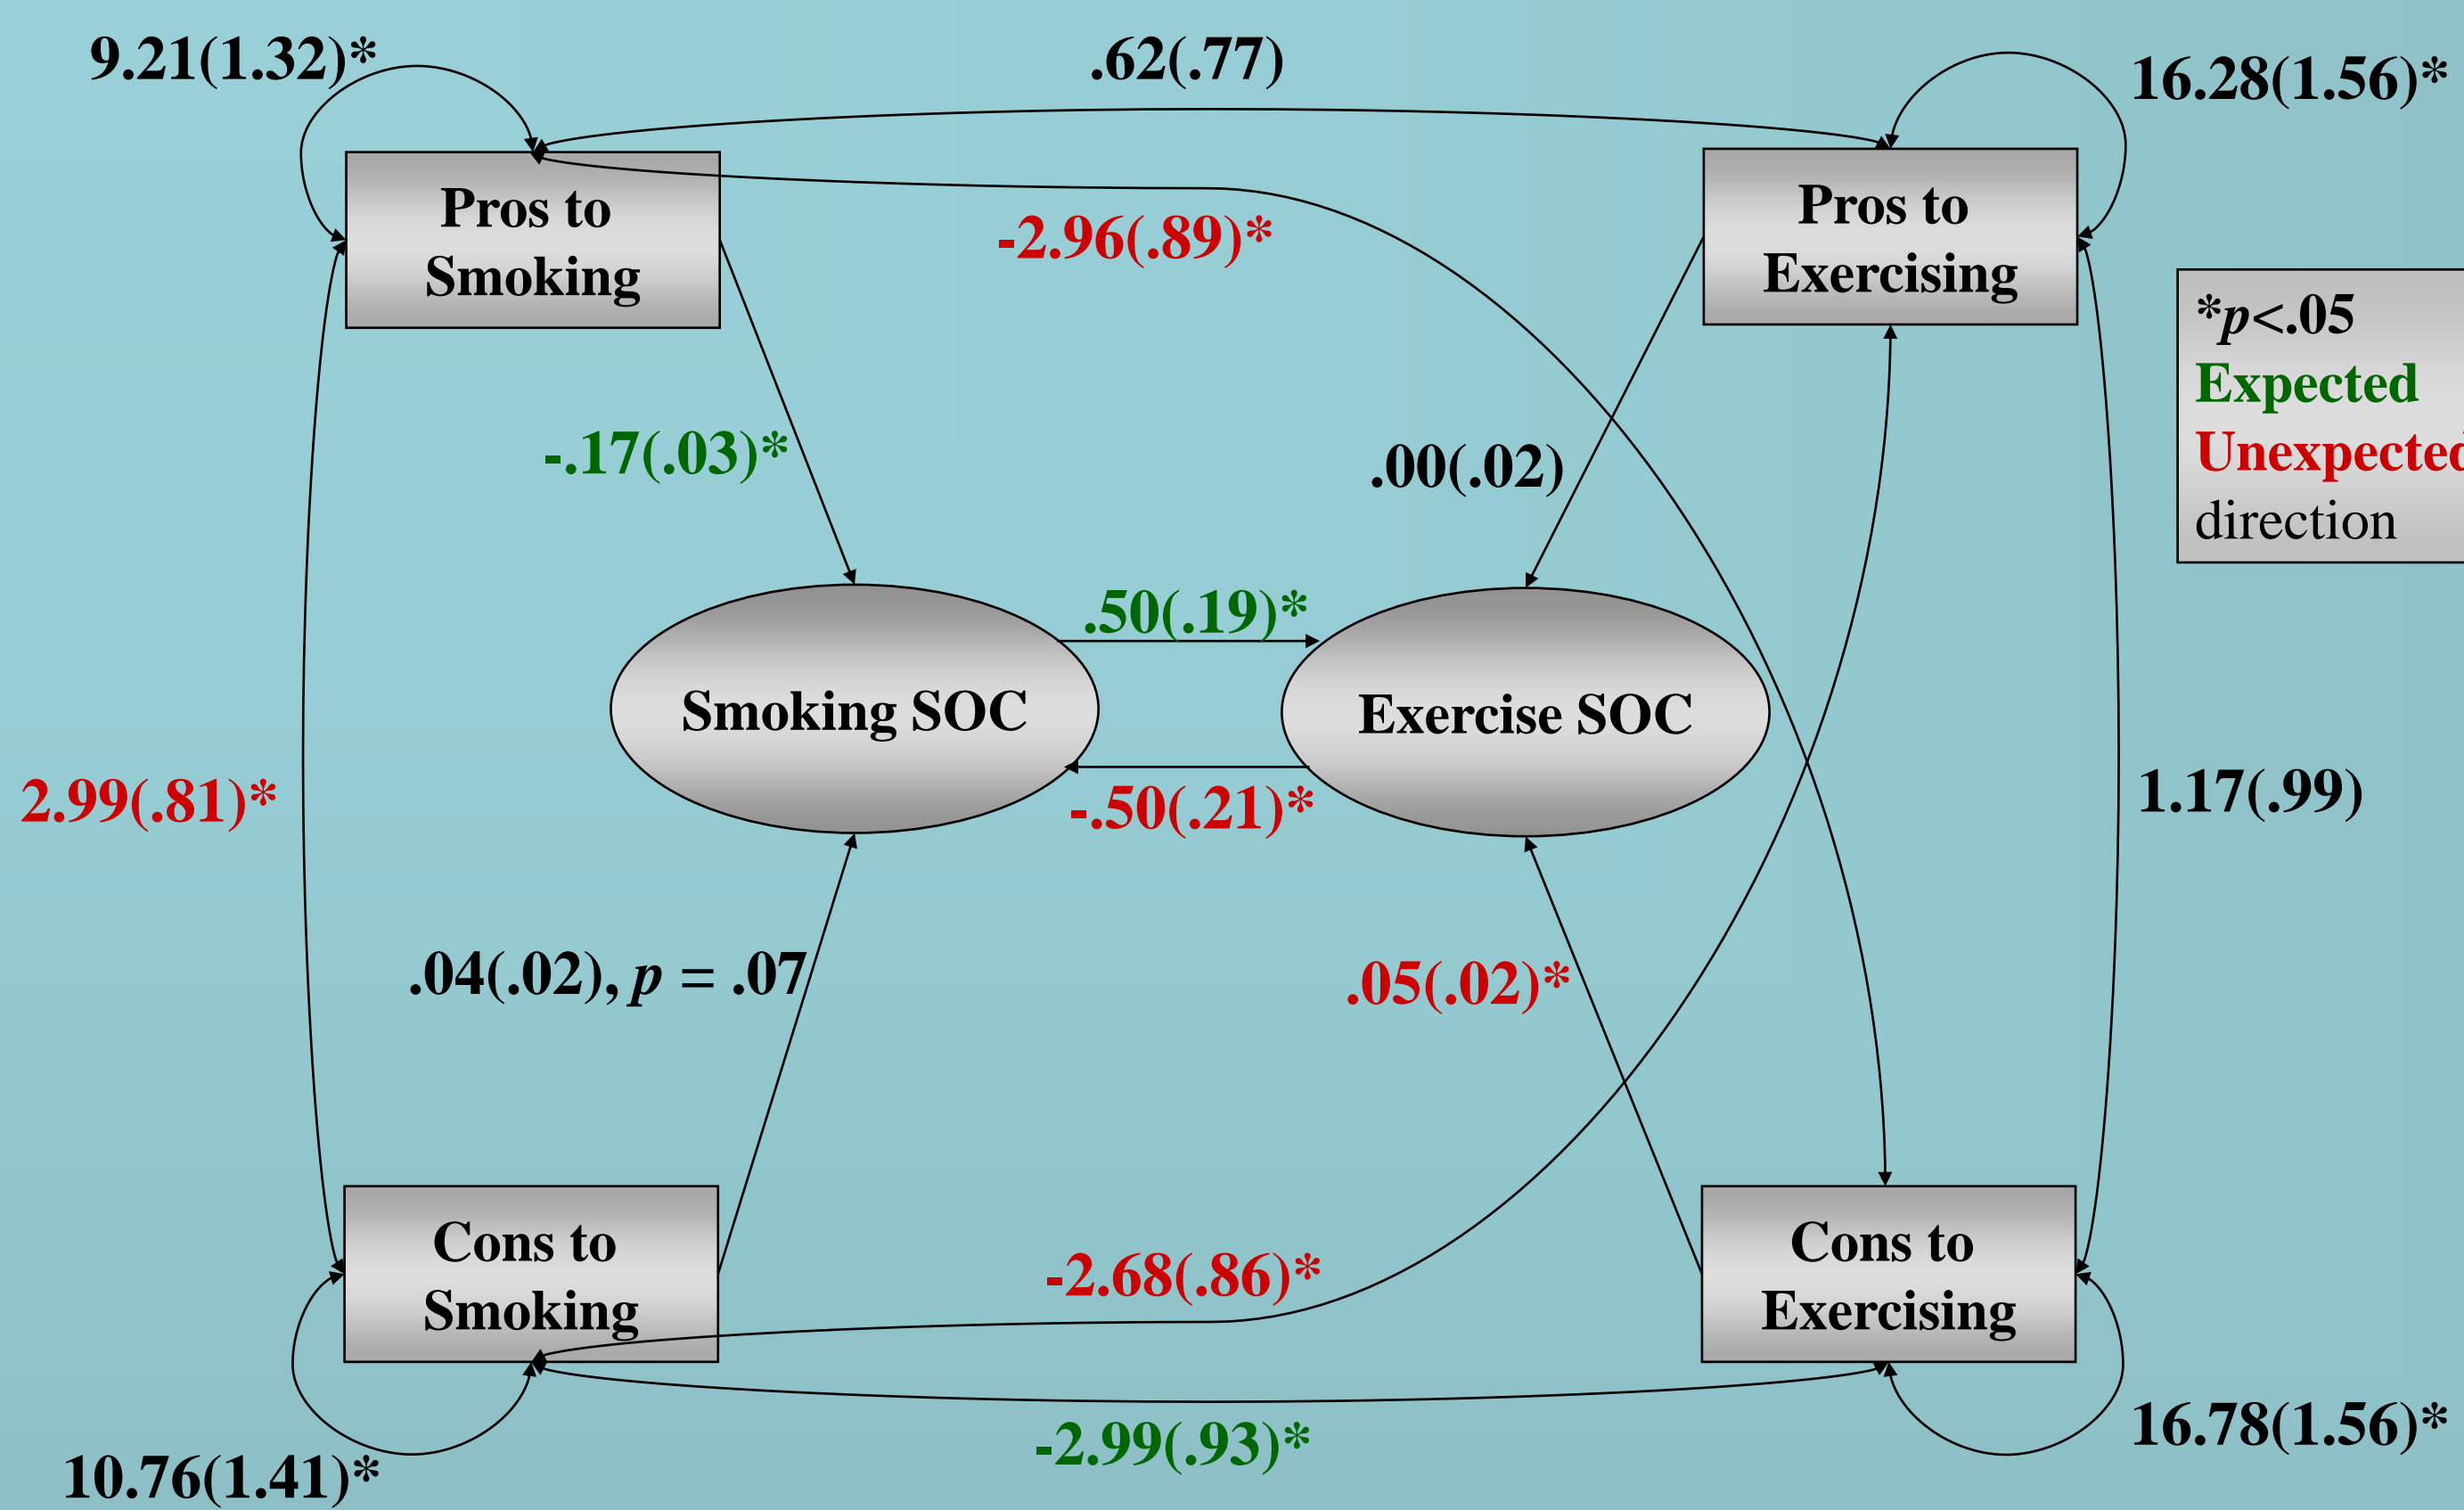 9.21(1.32)*
.62(.77)
16.28(1.56)*
Pros to
Smoking
-2.96(.89)*
Pros to
Exercising
*p<.05
Expected
Unexpected
direction
-.17(.03)*
.00(.02)
.50(.19)*
Smoking SOC
Exercise SOC
-.50(.21)*
2.99(.81)*
1.17(.99)
.04(.02), p = .07
.05(.02)*
Cons to
Smoking
-2.68(.86)*
Cons to
Exercising
-2.99(.93)*
10.76(1.41)*
16.78(1.56)*